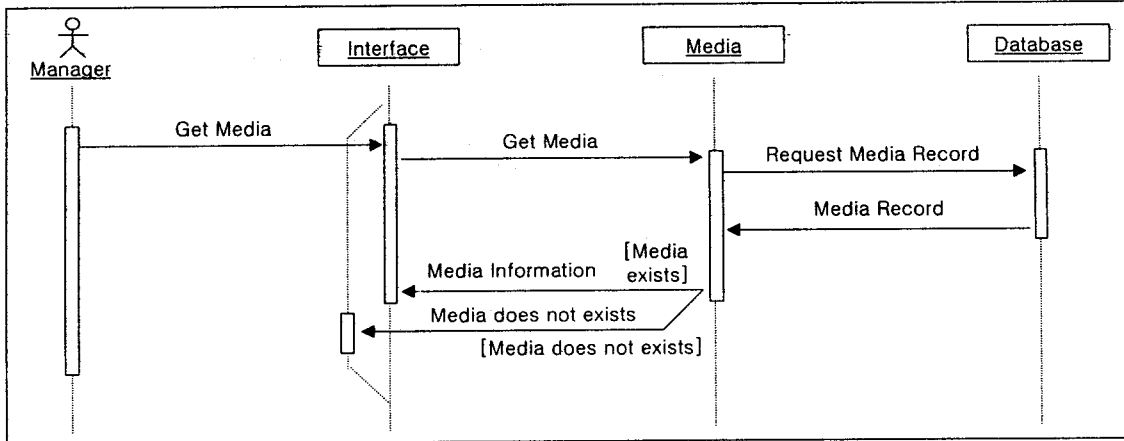 Manager
Interface
Media
Database
Get Media
Get Media
Request Media Record
Media Record
[Media
exists]
Media Information
Media does not exists
[Media does not exists]